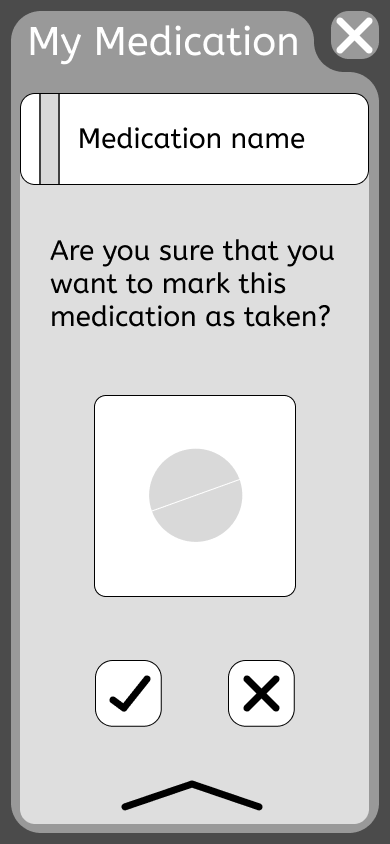 My Medication
Medication name
Are you sure that you
want to mark this
medication as taken?